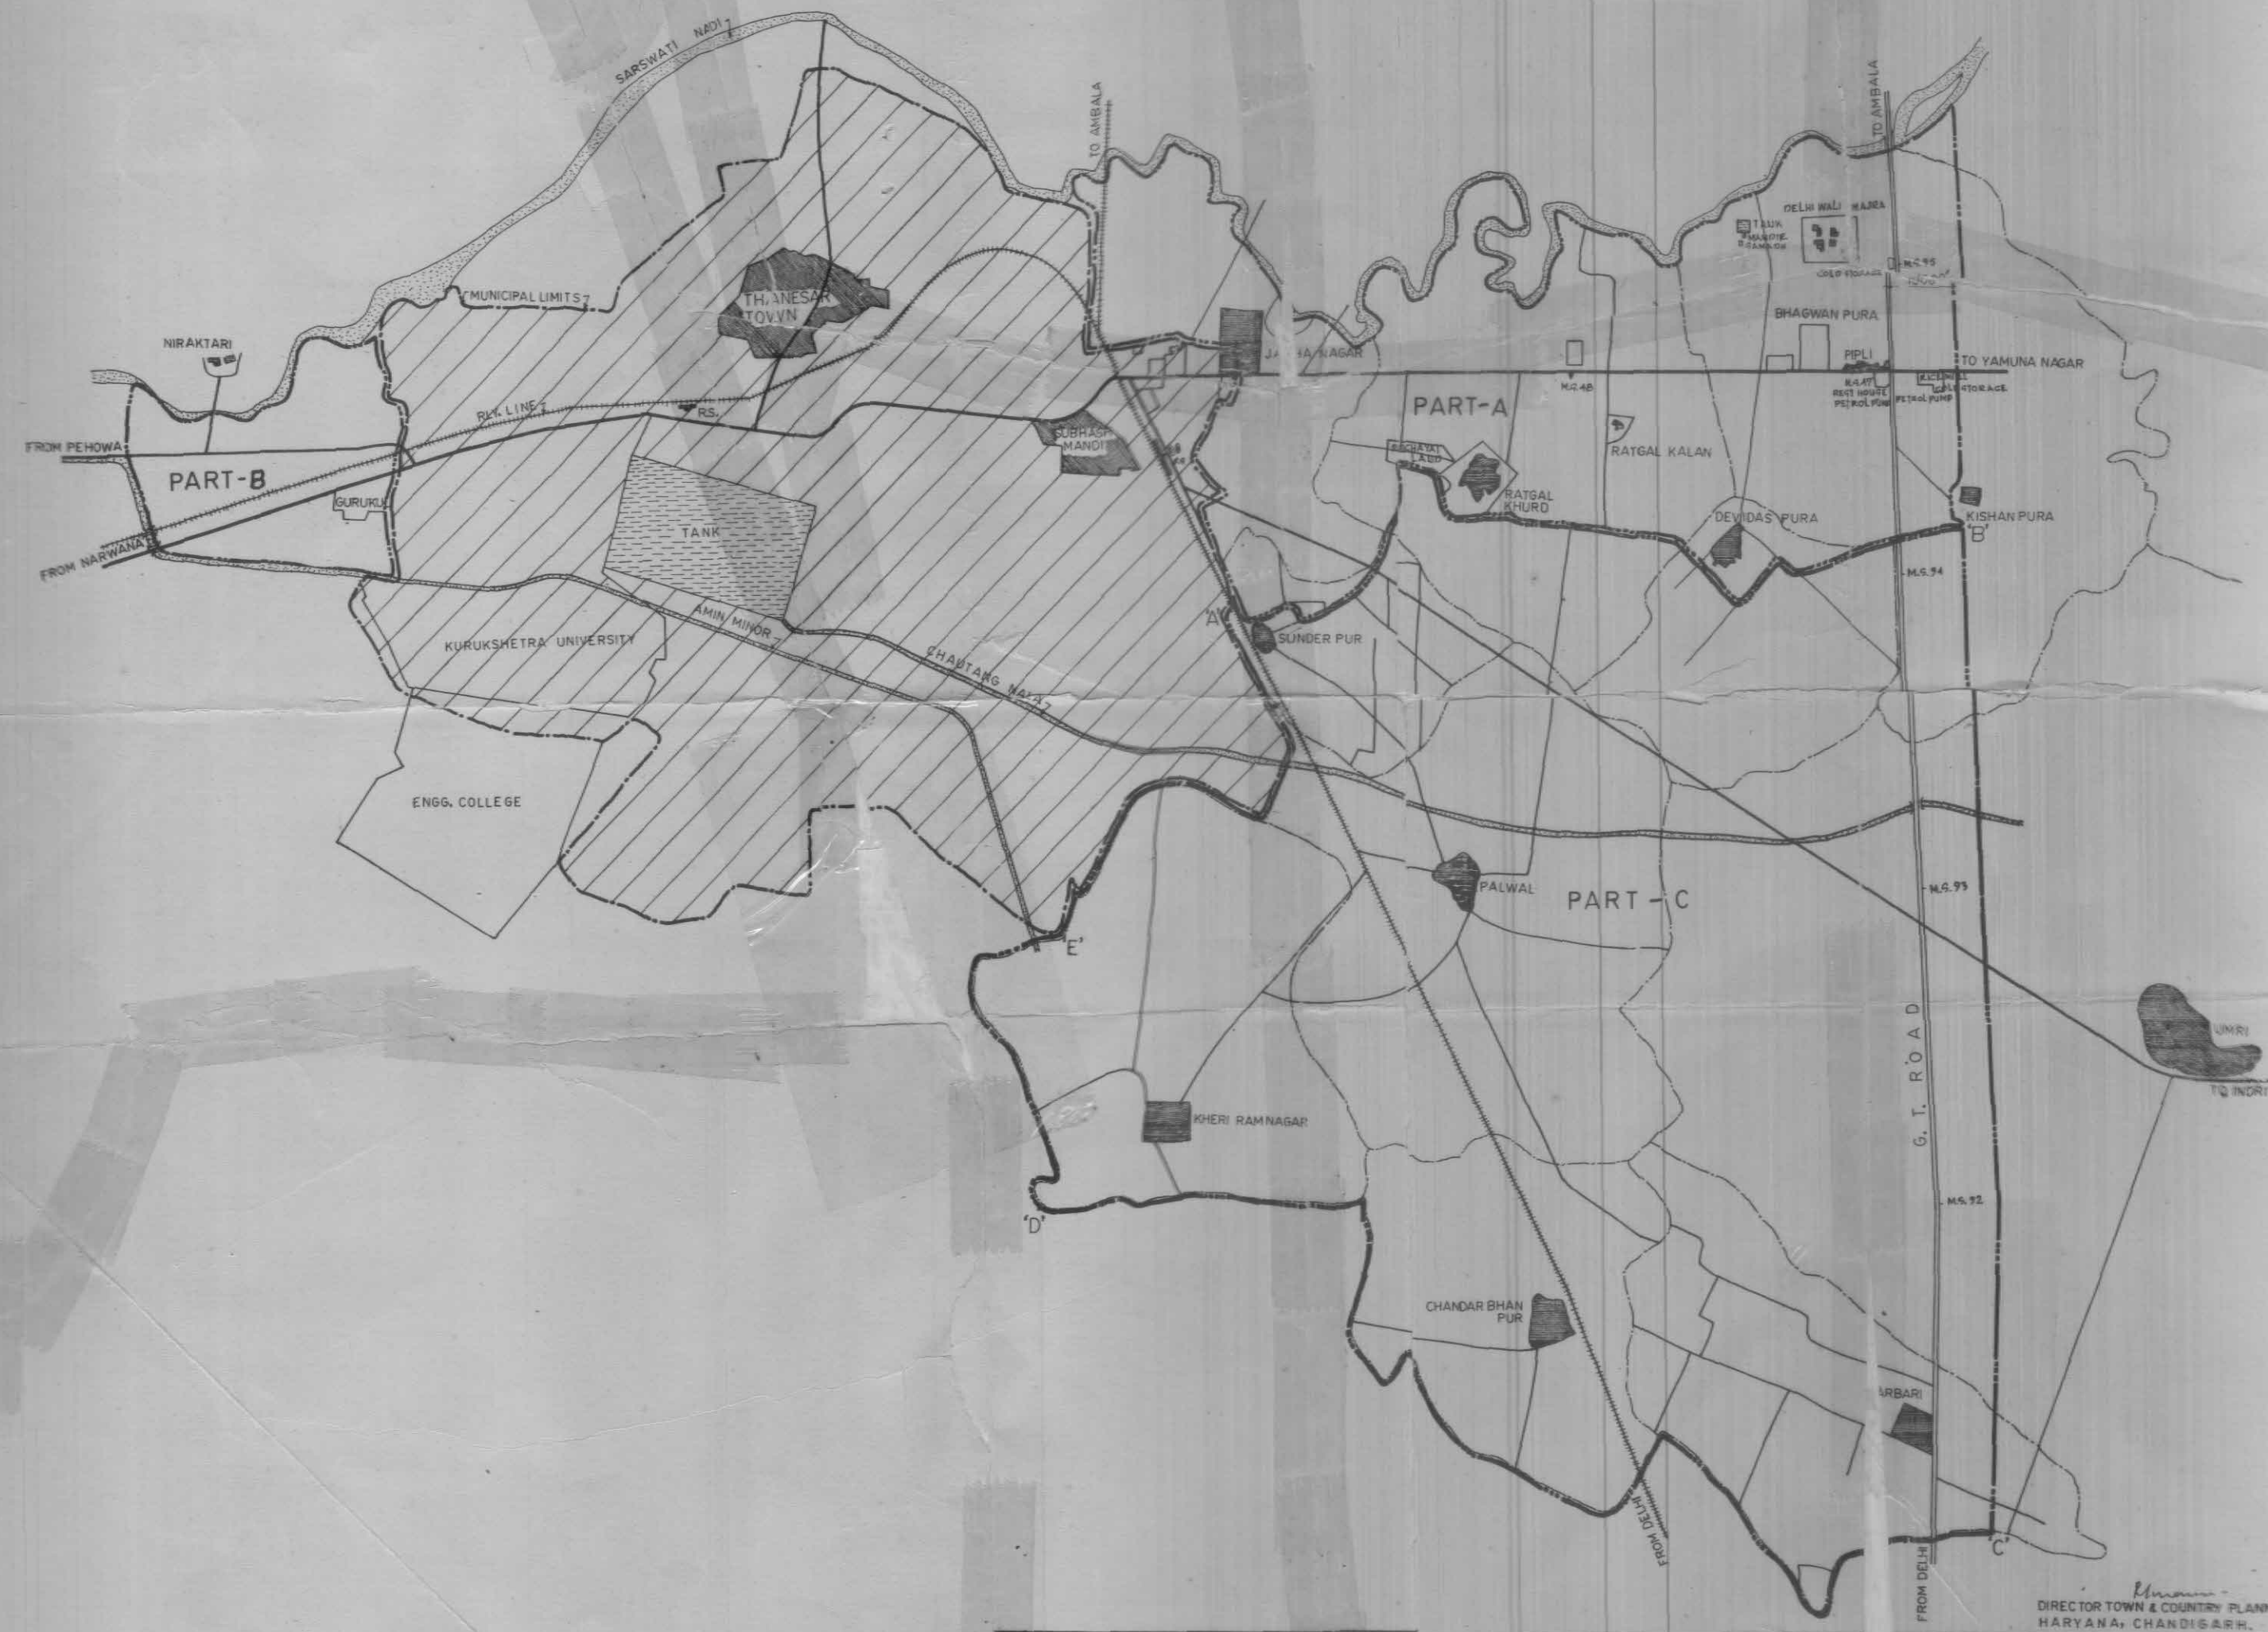 SARSWATI NADI
TO AMBALA
TO AMBALA
DELHI WALI MAJRA
TANK
MANDIR
COLD STORAGE
M.S. 95
MUNICIPAL LIMITS
THANESAR
TOWN
BHAGWAN PURA
NIRAKTARI
PIPLI
TO YAMUNA NAGAR
M.S. 48
REST HOUSE
PETROL PUMP
PETROL PUMP
COLD STORAGE
RLY. LINE
R.S.
PART-A
SUBHASH
MANDI
FROM PEHOWA
PART-B
RATGAL KALAN
RATGAL
KHURD
GURUKUL
DEVIDAS PURA
KISHAN PURA
'B'
TANK
FROM NARWANA
M.S. 94
AMIN MINOR
'A'
SUNDER PUR
KURUKSHETRA UNIVERSITY
CHAUTANG NALA
ENGG. COLLEGE
PALWAL
PART-C
M.S. 93
'E'
G. T. ROAD
UMRI
TO INDRI
KHERI RAMNAGAR
M.S. 92
'D'
CHANDAR BHAN
PUR
ARBARI
FROM DELHI
FROM DELHI
'C'
DIRECTOR TOWN & COUNTRY PLANN
HARYANA, CHANDIGARH.